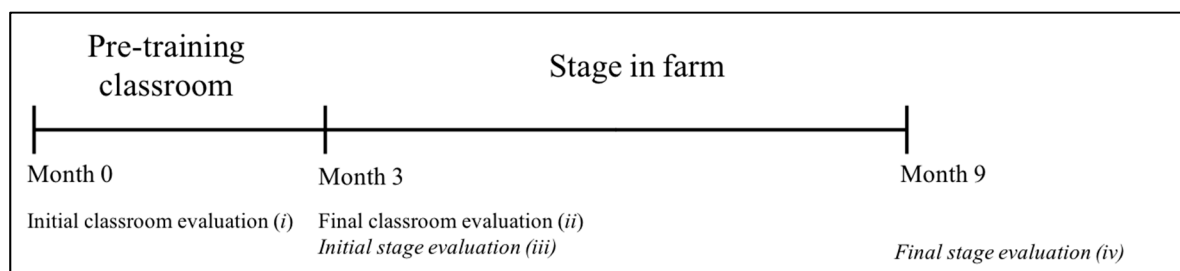 Pre-training
classroom
Stage in farm
Month 0
Month 3
Month 9
Initial classroom evaluation (i)
Final classroom evaluation (ii)
Initial stage evaluation (iii)
Final stage evaluation (iv)